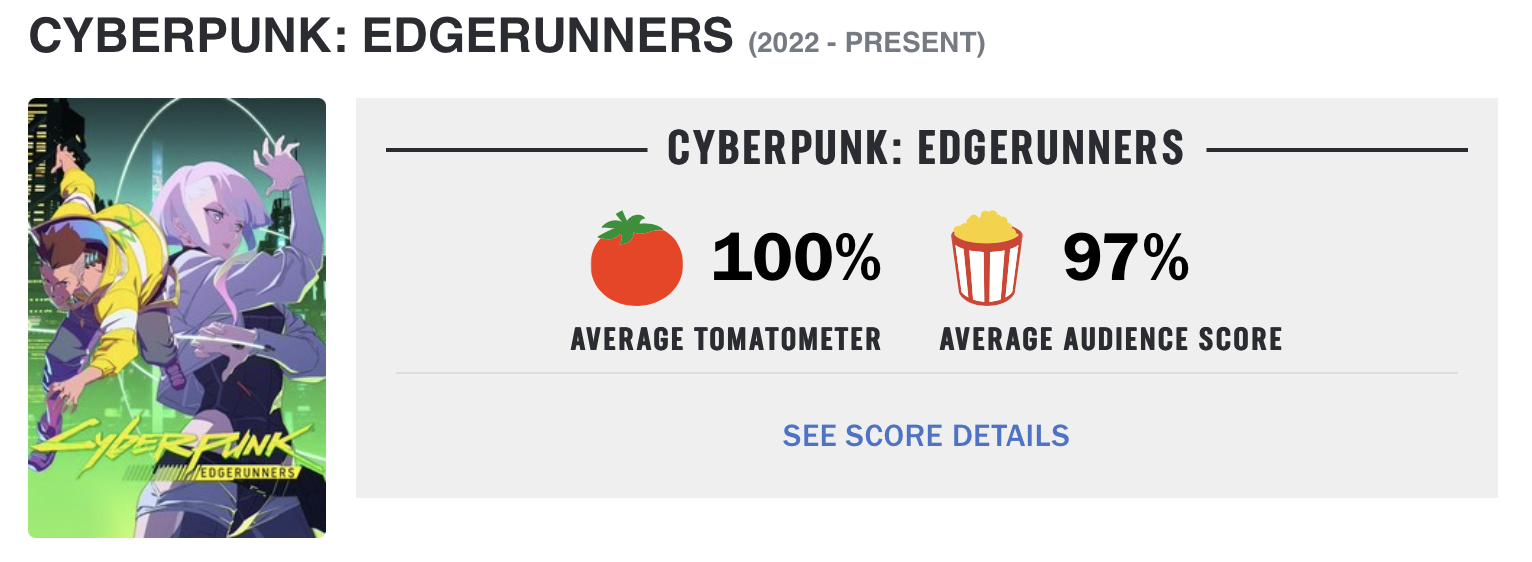 CYBERPUNK: EDGERUNNERS (2022 - PRESENT)
CYBERPUNK: EDGERUNNERS
100% 97%
AVERAGE TOMATOMETER AVERAGE AUDIENCE SCORE
SEE SCORE DETAILS
CyberPunk
EDGERUNNERS